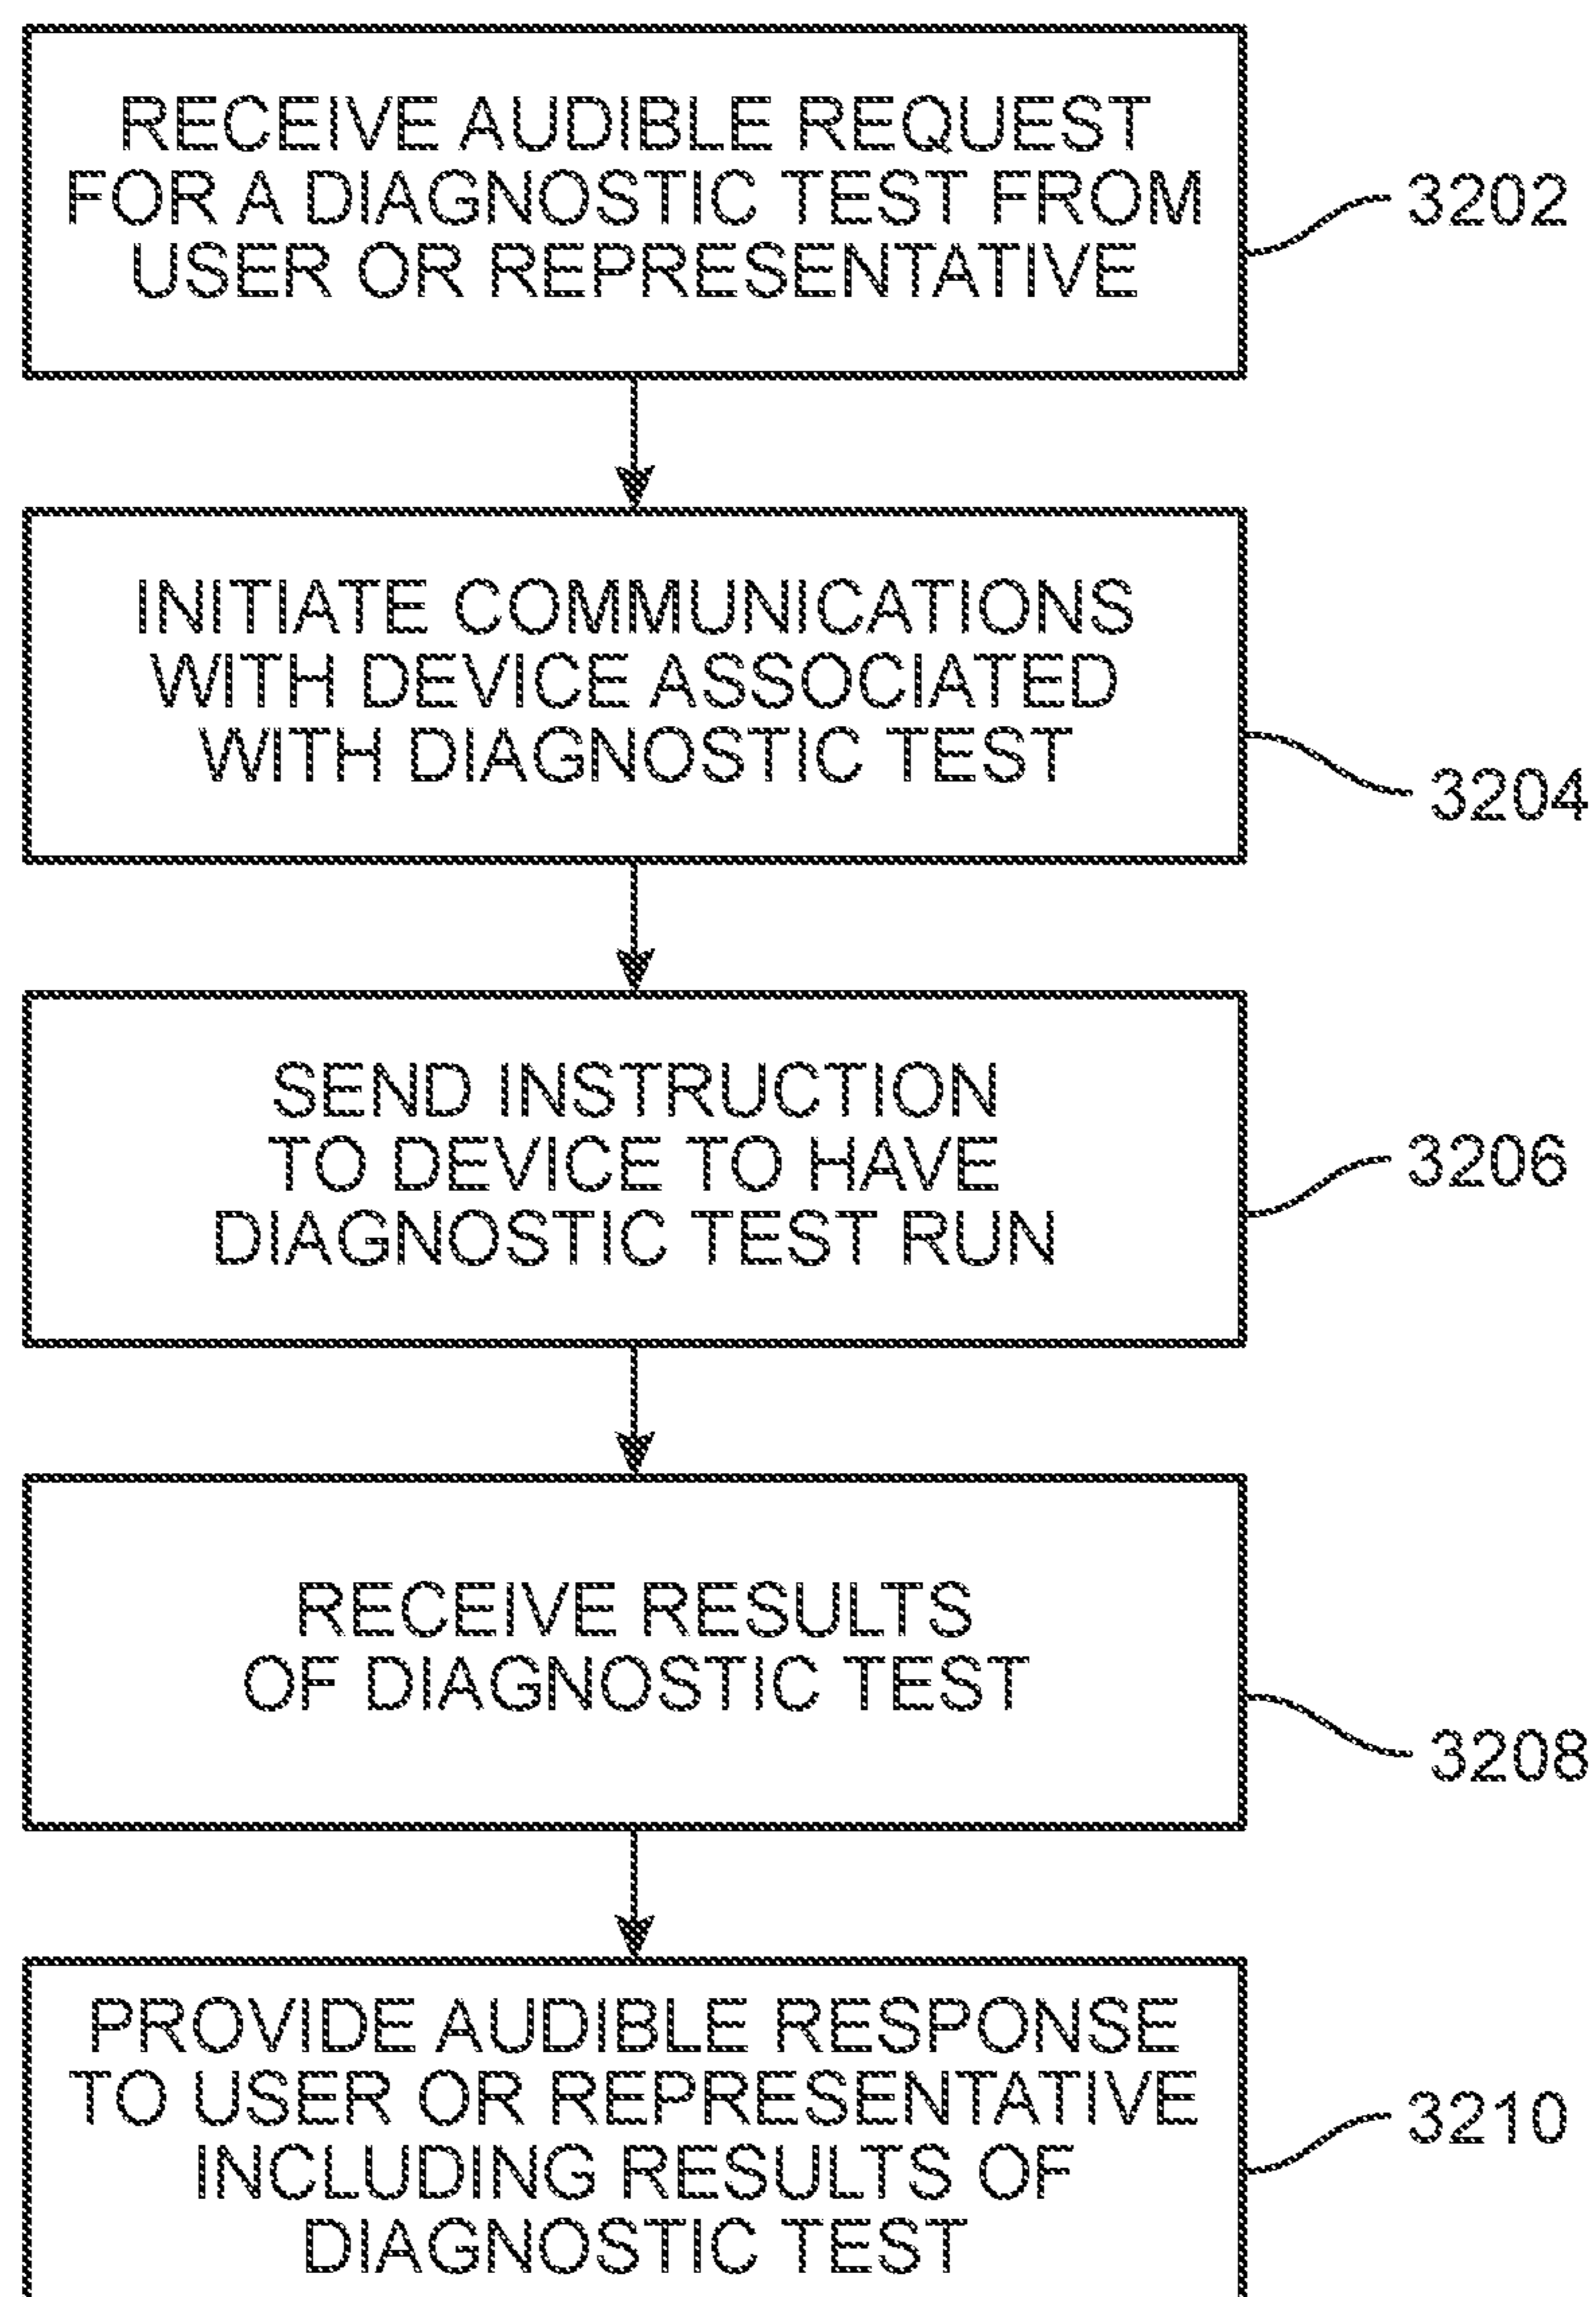 RECEIVE AUDIBLE REQUEST
FOR A DIAGNOSTIC TEST FROM
USER OR REPRESENTATIVE
3202
INITIATE COMMUNICATIONS
WITH DEVICE ASSOCIATED
WITH DIAGNOSTIC TEST
3204
SEND INSTRUCTION
TO DEVICE TO HAVE
DIAGNOSTIC TEST RUN
3206
RECEIVE RESULTS
OF DIAGNOSTIC TEST
3208
PROVIDE AUDIBLE RESPONSE
TO USER OR REPRESENTATIVE
INCLUDING RESULTS OF
DIAGNOSTIC TEST
3210